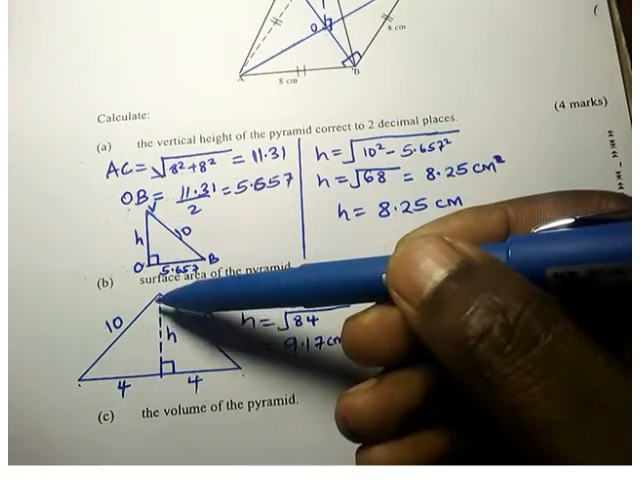 O
8 cm
A
8 cm
B
Calculate:
(4 marks)
(a) the vertical height of the pyramid correct to 2 decimal places.
AC = √8²+8² = 11.31
OB = 11.31/2 = 5.657
V
h
10
O
5.657
B
h = √10² - 5.657²
h = √68 = 8.25 cm²
h = 8.25 cm
(b) surface area of the pyramid
10
h
4
4
h = √84
9.17cm
(c) the volume of the pyramid.